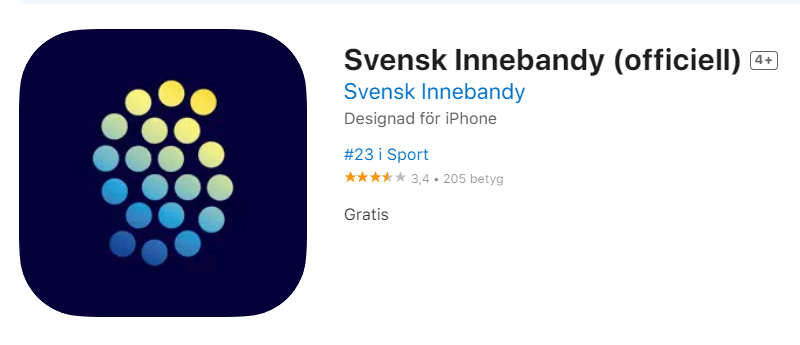 Svensk Innebandy (officiell) 4+
Svensk Innebandy
Designad för iPhone
#23 i Sport
3,4 • 205 betyg
Gratis